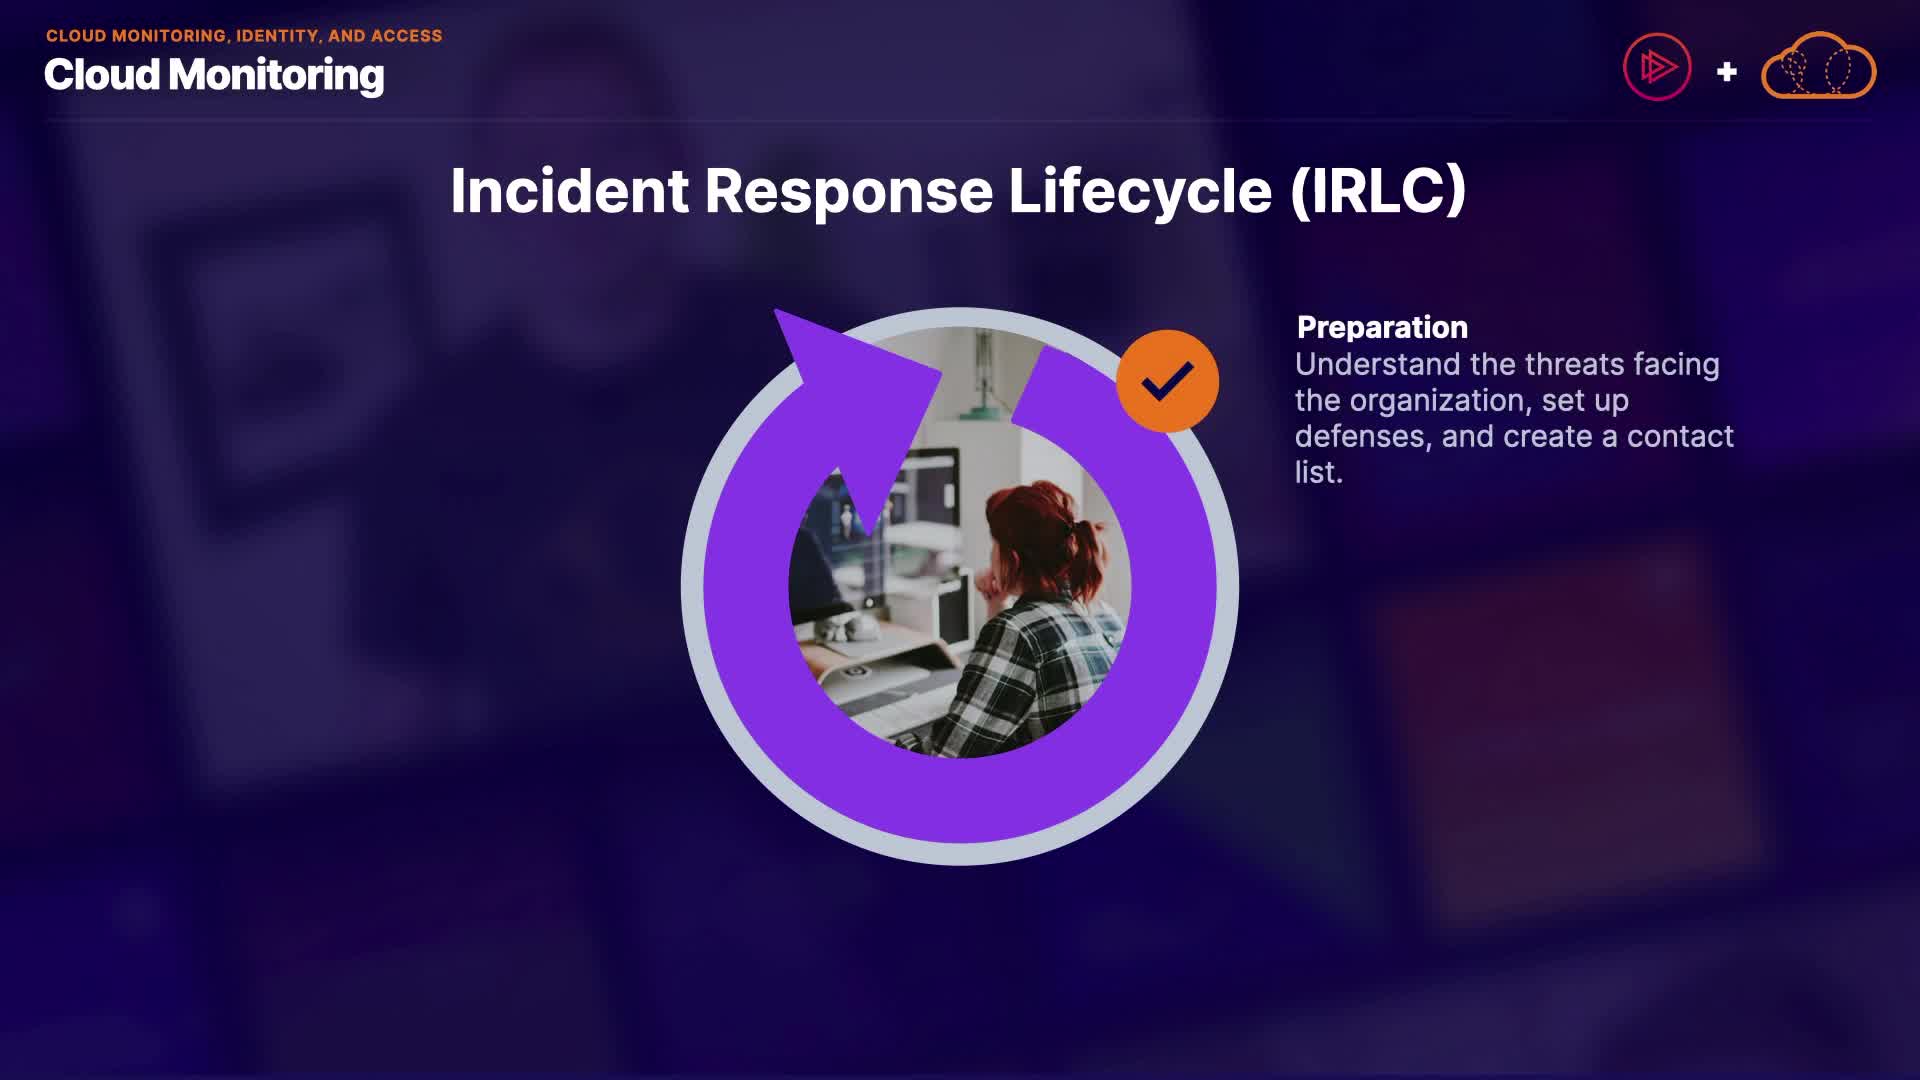 CLOUD MONITORING, IDENTITY, AND ACCESS
Cloud Monitoring
Incident Response Lifecycle (IRLC)
Preparation
Understand the threats facing
the organization, set up
defenses, and create a contact
list.